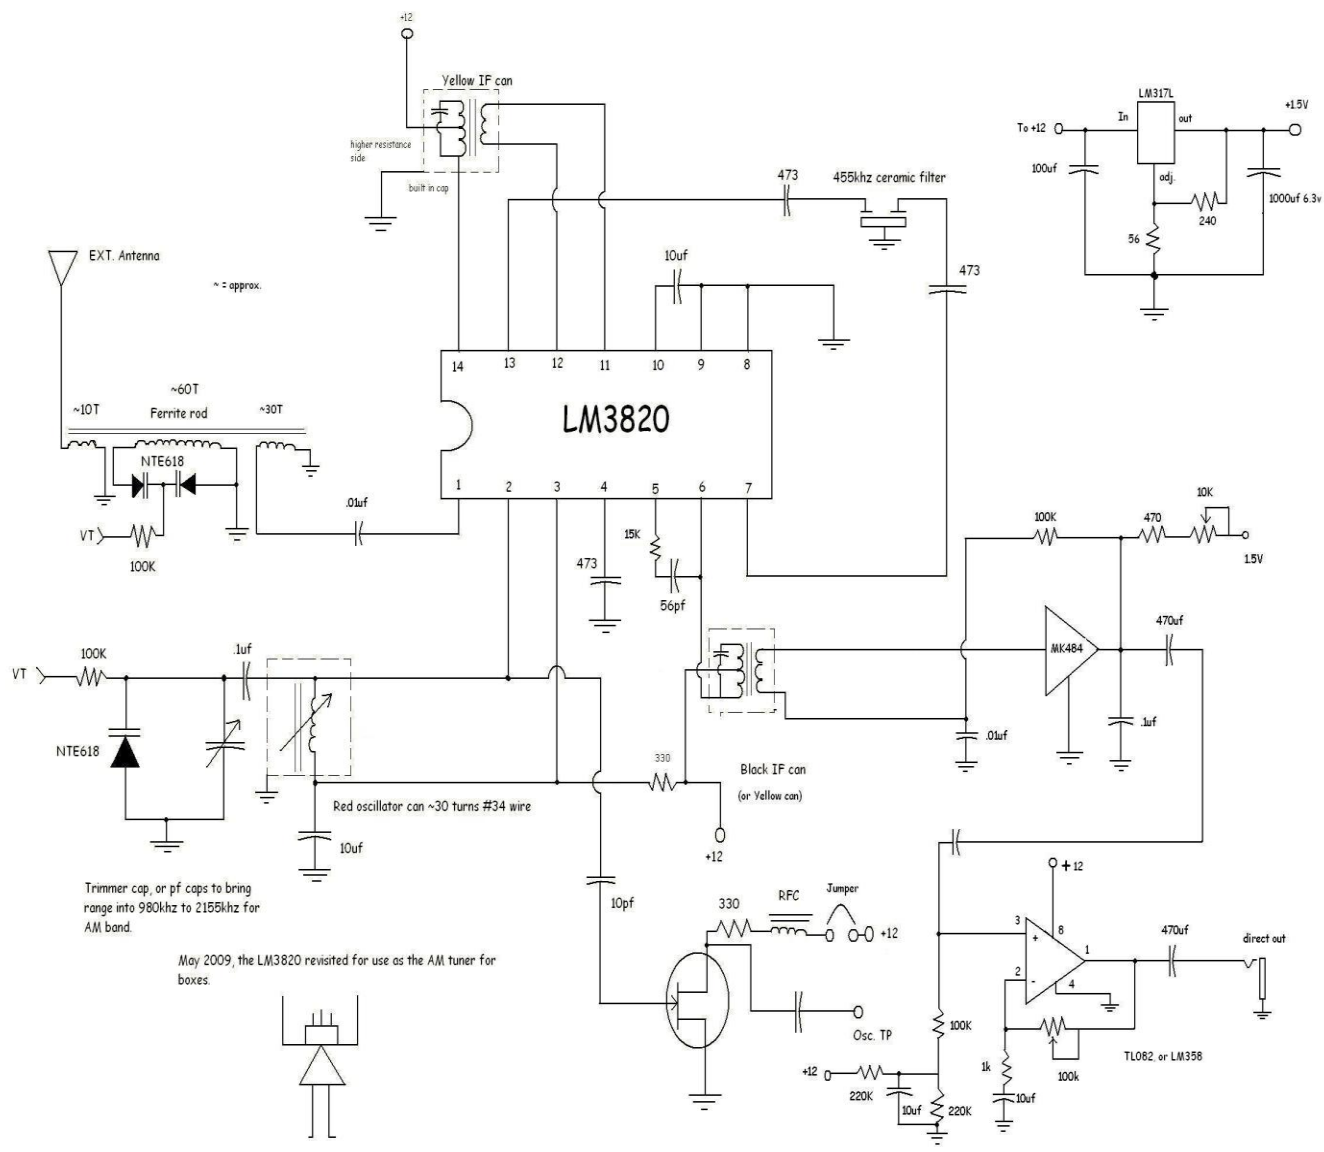 +12
Yellow IF can
higher resistance
side
built in cap
LM317L
In
out
+1.5V
To +12
100uf
adj.
1000uf 6.3v
240
56
473
455khz ceramic filter
10uf
473
EXT. Antenna
~ = approx.
14
13
12
11
10
9
8
LM3820
~10T
~60T
Ferrite rod
~30T
NTE618
VT
100K
.01uf
1
2
3
4
5
6
7
15K
473
56pf
10K
100K
470
1.5V
470uf
MK484
.1uf
.01uf
VT
100K
.1uf
NTE618
330
Black IF can
(or Yellow can)
Red oscillator can ~30 turns #34 wire
10uf
+12
Trimmer cap, or pf caps to bring
range into 980khz to 2155khz for
AM band.
May 2009, the LM3820 revisited for use as the AM tuner for
boxes.
10pf
330
RFC
Jumper
+12
Osc. TP
+12
3
+
8
1
2
-
4
470uf
direct out
100K
+12
220K
10uf
220K
1k
10uf
100k
TL082, or LM358